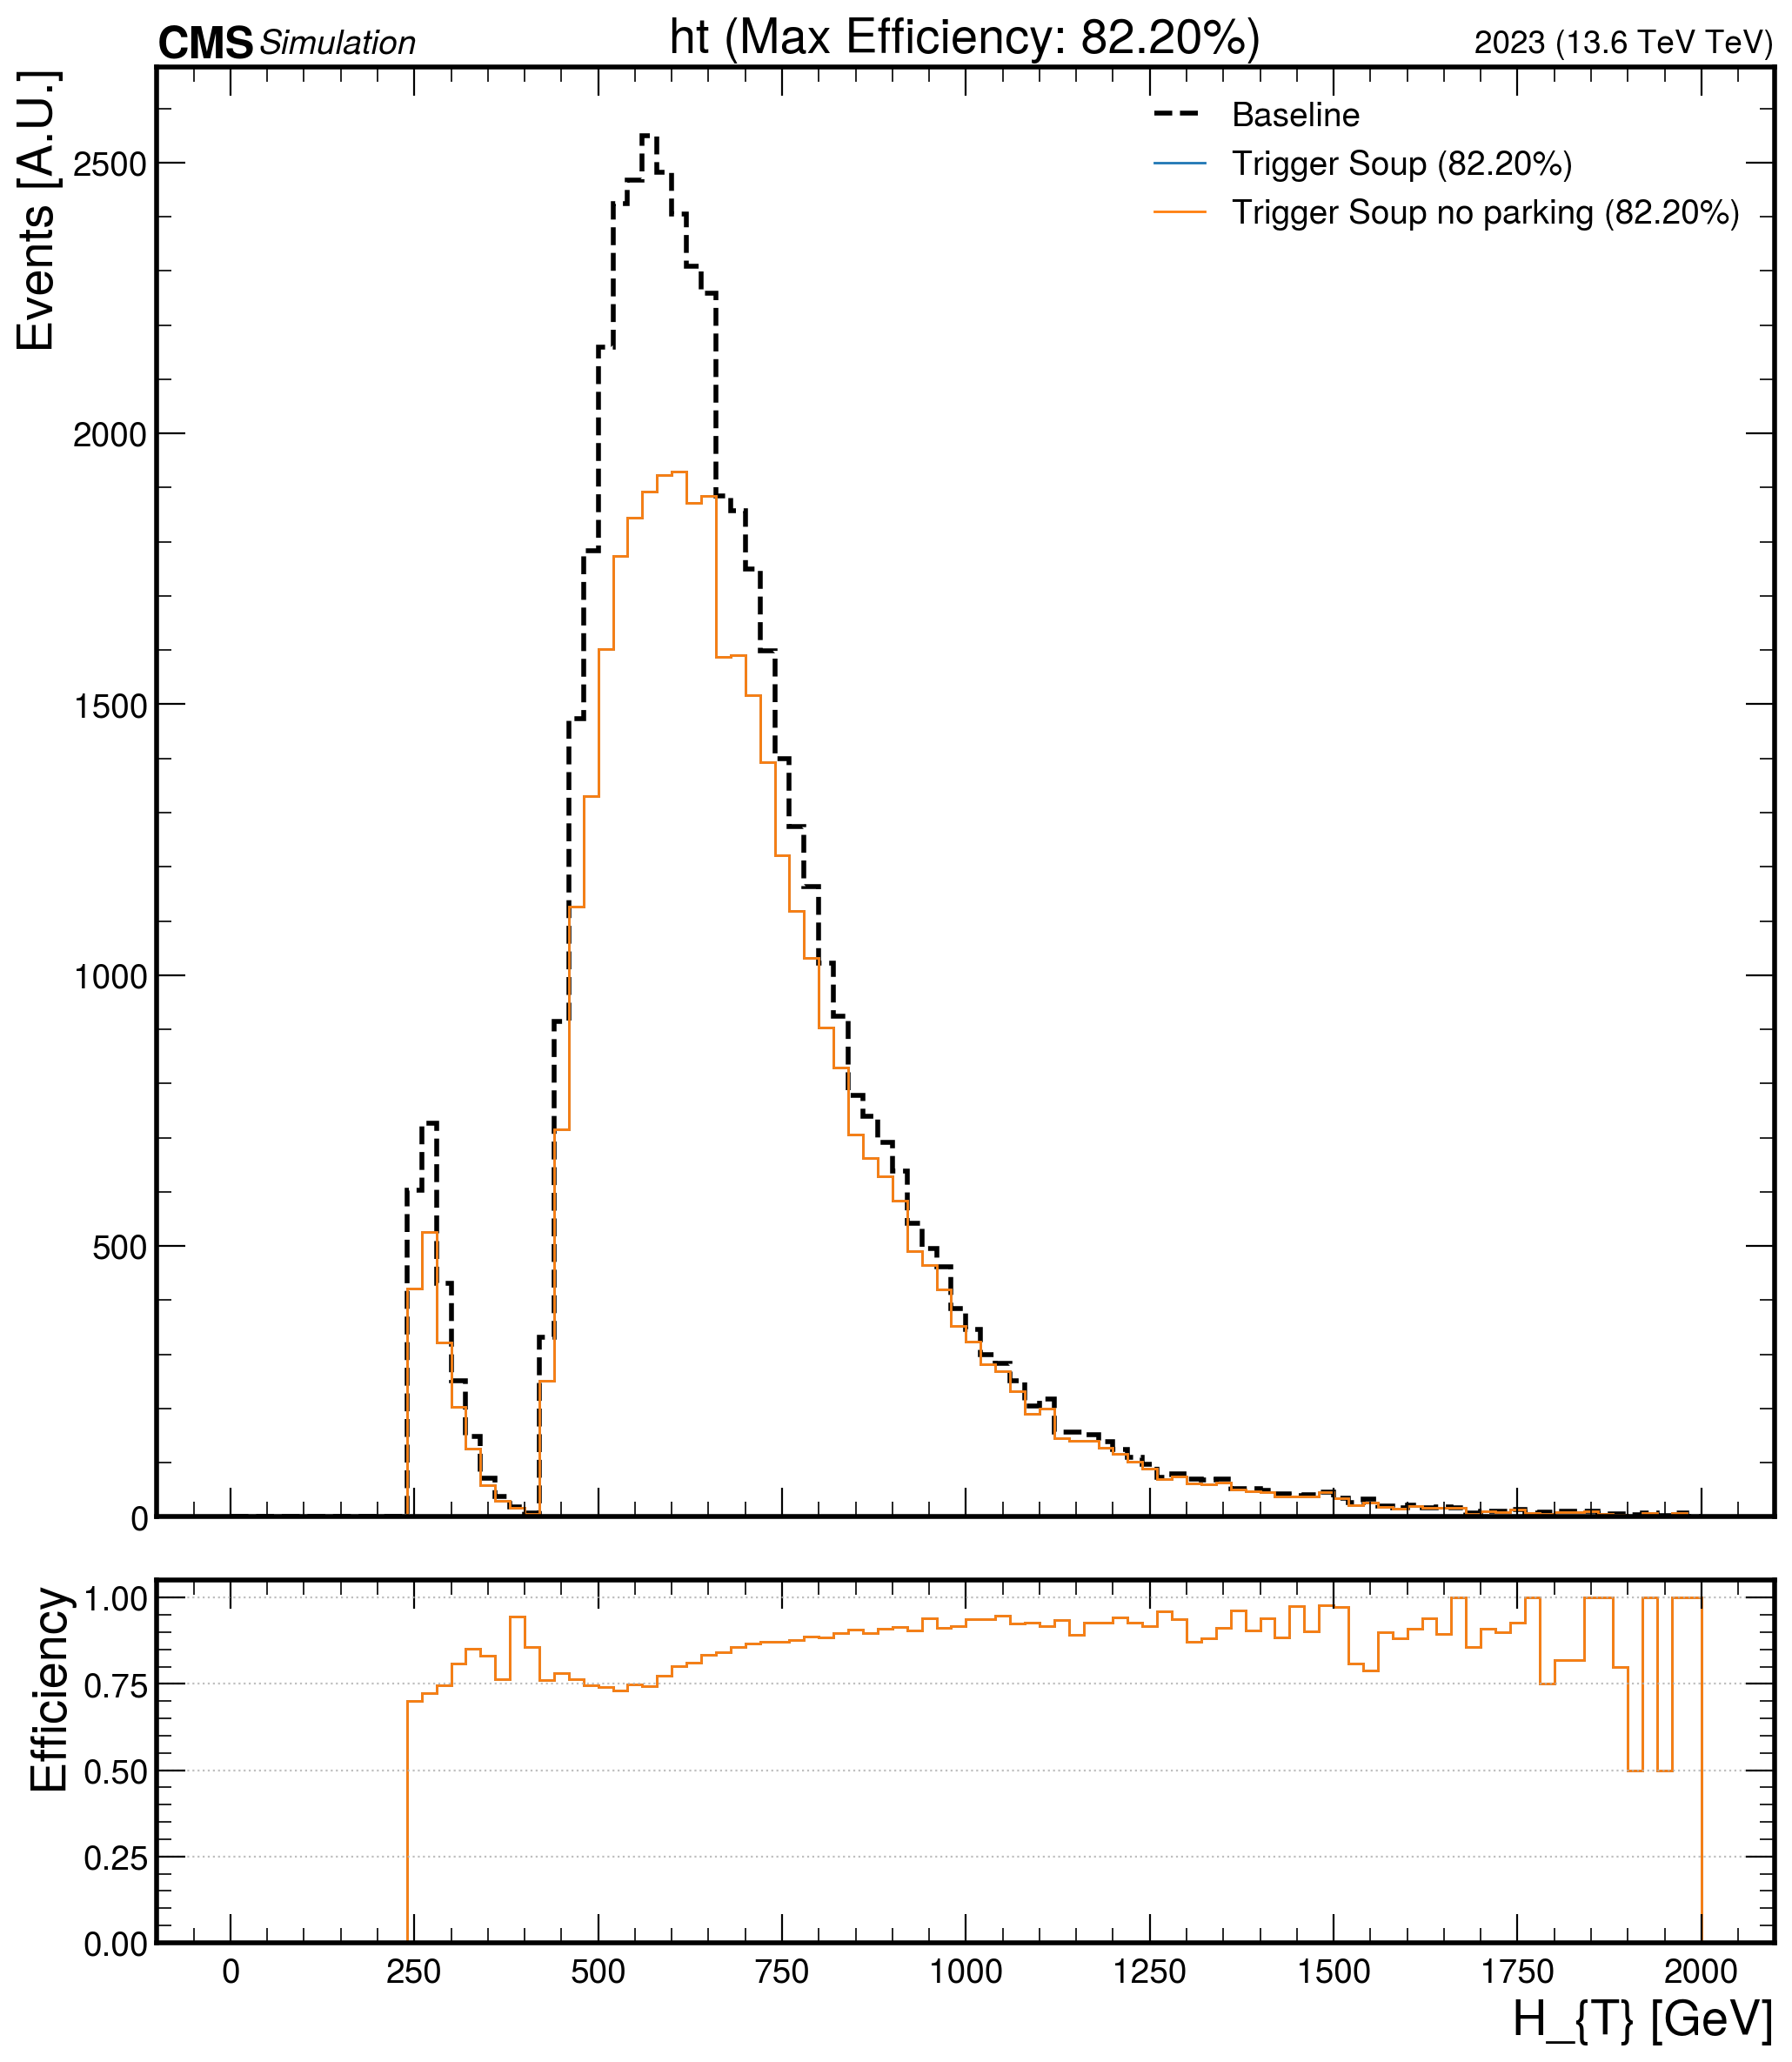 CMS Simulation ht (Max Efficiency: 82.20%) 2023 (13.6 TeV TeV)
Events [A.U.]
Baseline
Trigger Soup (82.20%)
Trigger Soup no parking (82.20%)
2500
2000
1500
1000
500
0
Efficiency
1.00
0.75
0.50
0.25
0.00
0 250 500 750 1000 1250 1500 1750 2000
H_{T} [GeV]